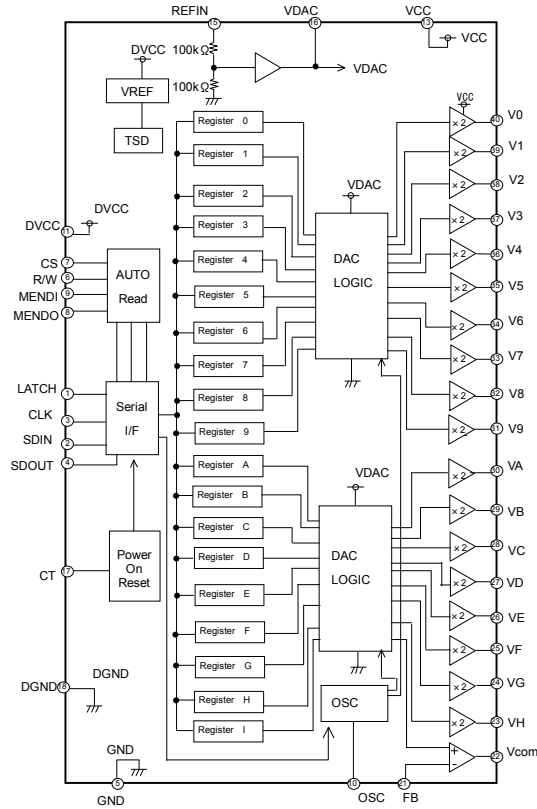 REFIN VDAC VCC
15 16 13
100kΩ
DVCC
VCC
VDAC
VREF
100kΩ
TSD
VCC
Register 0
×2 40 V0
Register 1
×2 39 V1
Register 2
×2 38 V2
VDAC
Register 3
×2 37 V3
DVCC
DVCC
11
Register 4
DAC
LOGIC
×2 36 V4
CS 7
R/W 6
MENDI 9
MENDO 8
AUTO
Read
Register 5
×2 35 V5
Register 6
×2 34 V6
Register 7
×2 33 V7
LATCH 1
CLK 3
SDIN 2
SDOUT 4
Serial
I/F
Register 8
×2 32 V8
Register 9
×2 31 V9
Register A
VDAC
×2 30 VA
Register B
×2 29 VB
Register C
×2 28 VC
Register D
DAC
LOGIC
×2 27 VD
CT 17
Power
On
Reset
Register E
×2 26 VE
Register F
×2 25 VF
Register G
×2 24 VG
DGND
DGND 18
Register H
OSC
×2 23 VH
Register I
+
−
22 Vcom
GND
5 10 21
GND OSC FB